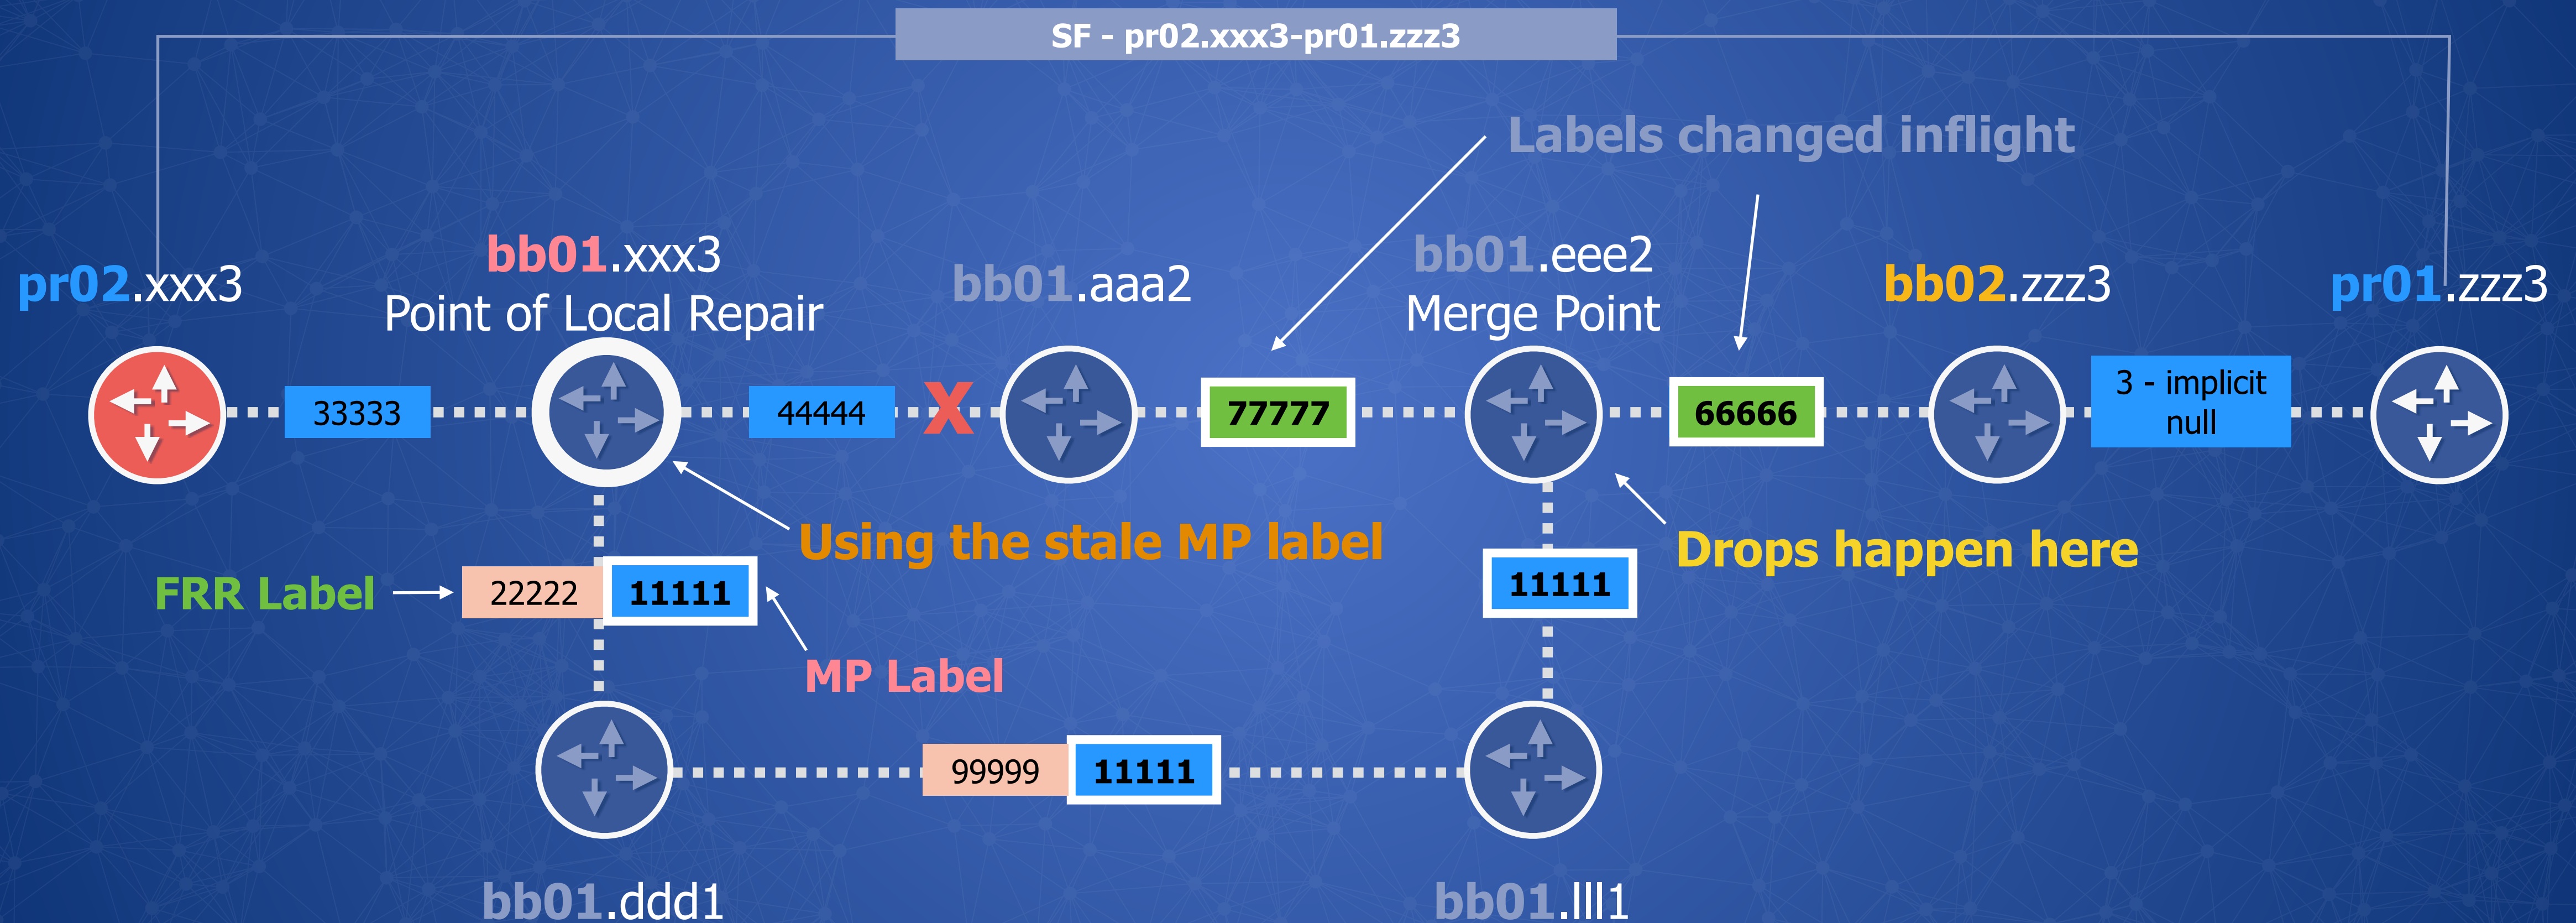 SF - pr02.xxx3-pr01.zzz3
Labels changed inflight
pr02.xxx3
bb01.xxx3
Point of Local Repair
bb01.aaa2
bb01.eee2
Merge Point
bb02.zzz3
pr01.zzz3
33333
44444
X
77777
66666
3 - implicit
null
Using the stale MP label
Drops happen here
FRR Label
22222
11111
11111
MP Label
99999
11111
bb01.ddd1
bb01.lll1